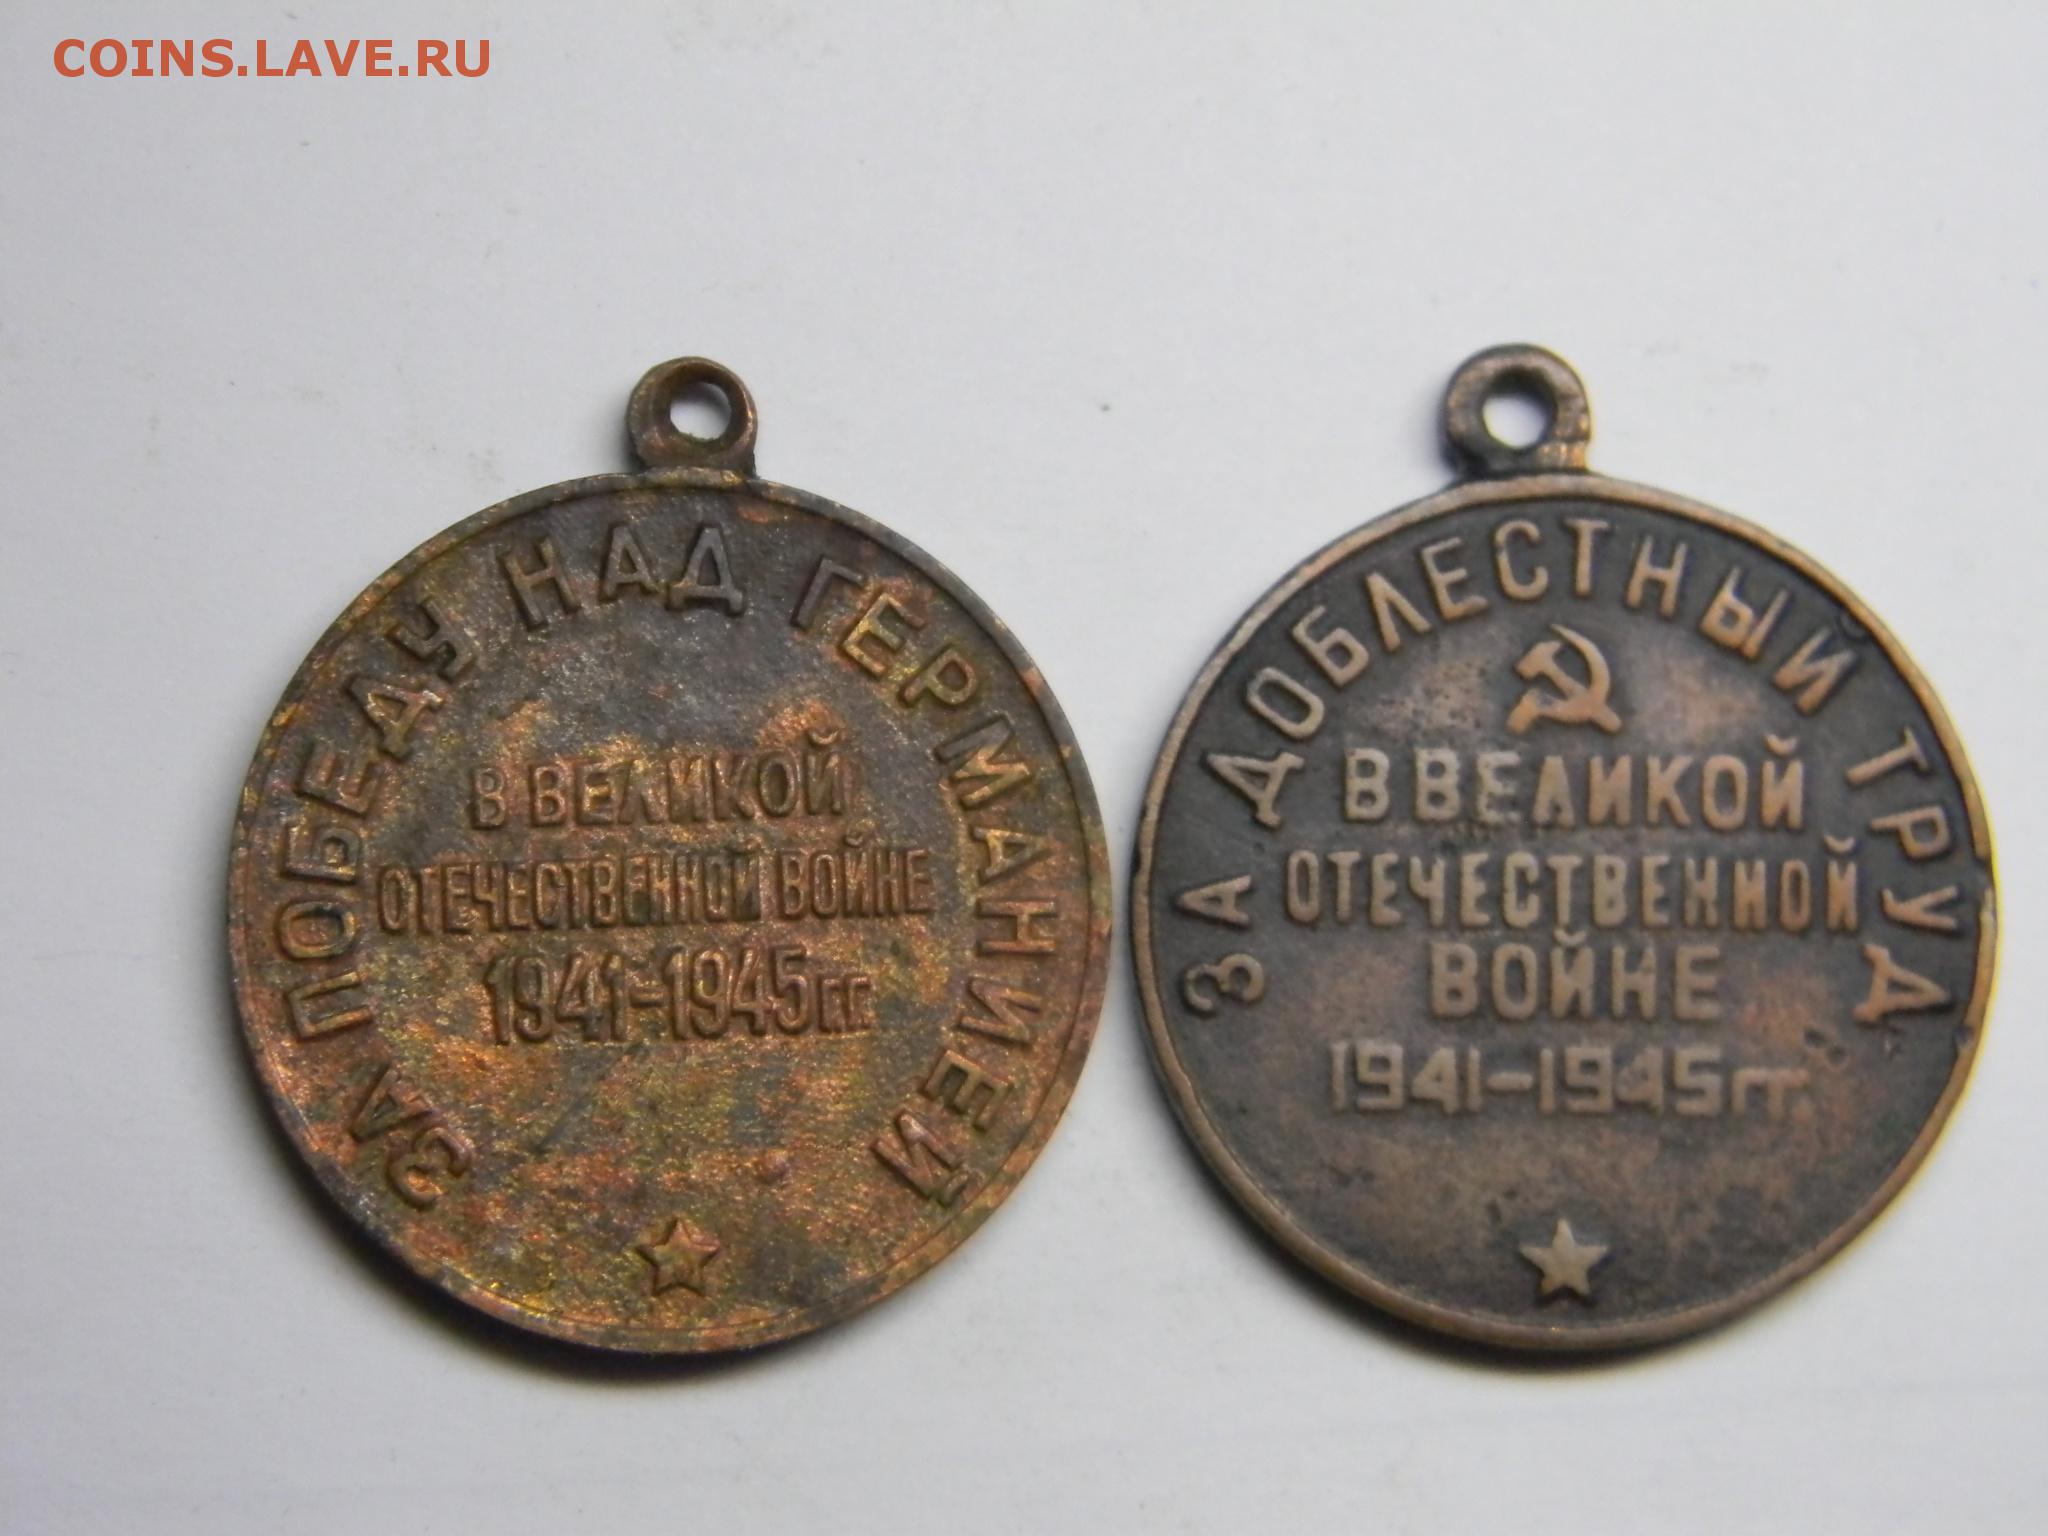 COINS.LAVE.RU
ЗА ПОБЕДУ НАД ГЕРМАНИЕЙ
В ВЕЛИКОЙ
ОТЕЧЕСТВЕННОЙ ВОЙНЕ
1941-1945 г.г.
ЗА ДОБЛЕСТНЫЙ ТРУД
В ВЕЛИКОЙ
ОТЕЧЕСТВЕННОЙ
ВОЙНЕ
1941-1945 гг.